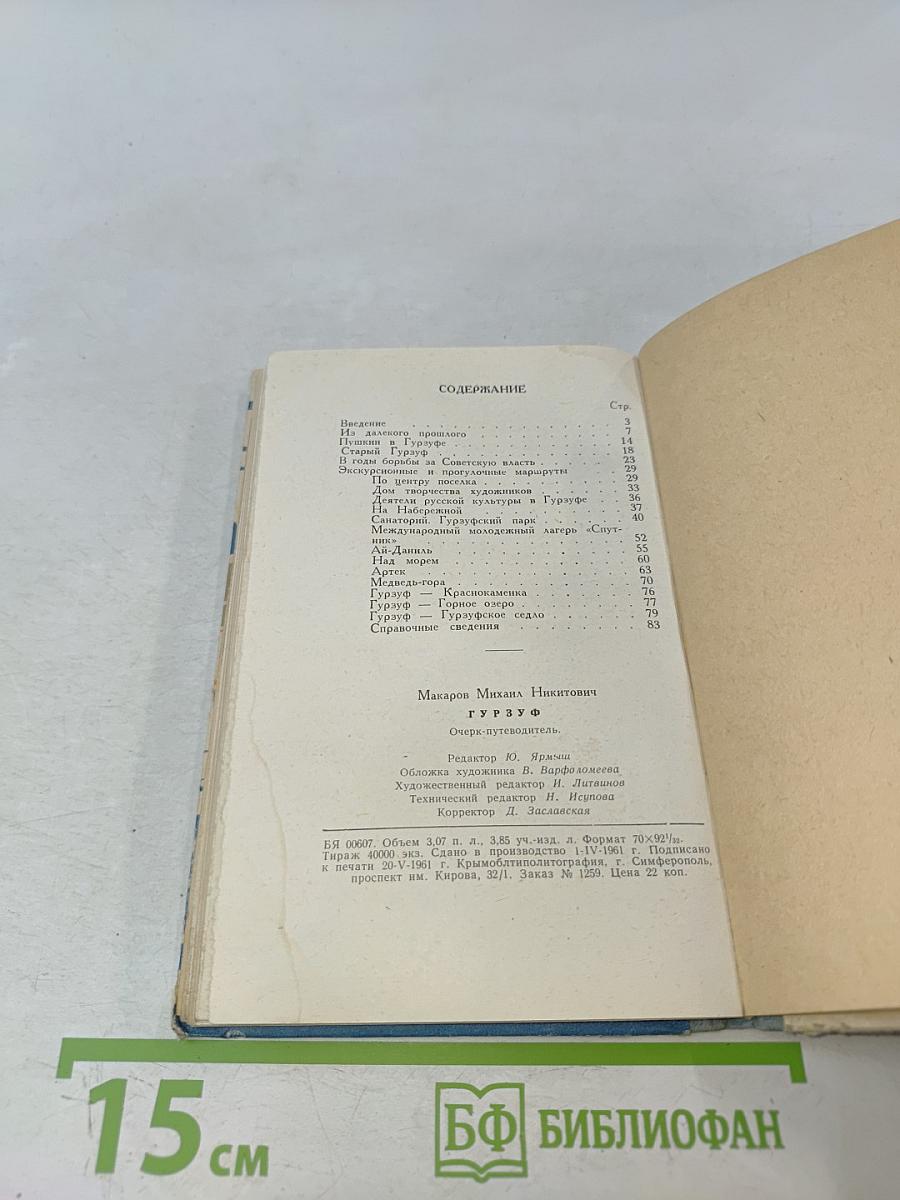 СОДЕРЖАНИЕ
Стр.
Введение . . . . . . . . . . . 3
Из далекого прошлого . . . . . . . . . 7
Пушкин в Гурзуфе . . . . . . . . . . 14
Старый Гурзуф . . . . . . . . . . . 18
В годы борьбы за Советскую власть . . . . . . 23
Экскурсионные и прогулочные маршруты . . 29
По центру поселка . . . . . . . . . 29
Дом творчества художников . . . . . . 33
Деятели русской культуры в Гурзуфе . . 36
На Набережной . . . . . . . . . 37
Санаторий. Гурзуфский парк . . . . . 40
Международный молодежный лагерь «Спут-
ник» . . . . . . . . . . . 52
Ай-Даниль . . . . . . . . . . 55
Над морем . . . . . . . . . . 60
Артек . . . . . . . . . . . . 63
Медведь-гора . . . . . . . . . . 70
Гурзуф — Краснокаменка . . . . . . . 76
Гурзуф — Горное озеро . . . . . . . . 77
Гурзуф — Гурзуфское седло . . . . . . 79
Справочные сведения . . . . . . . . 83
Макаров Михаил Никитович
ГУРЗУФ
Очерк-путеводитель.
Редактор Ю. Ярмыш
Обложка художника В. Варфоломеева
Художественный редактор И. Литвинов
Технический редактор Н. Исупова
Корректор Д. Заславская
БЯ 00607. Объем 3,07 п. л., 3,85 уч.-изд. л. Формат 70×92¹/₃₂.
Тираж 40000 экз. Сдано в производство 1-IV-1961 г. Подписано
к печати 20-V-1961 г. Крымоблтиполитография, г. Симферополь,
проспект им. Кирова, 32/1. Заказ № 1259. Цена 22 коп.
15 см
БФ БИБЛИОФАН